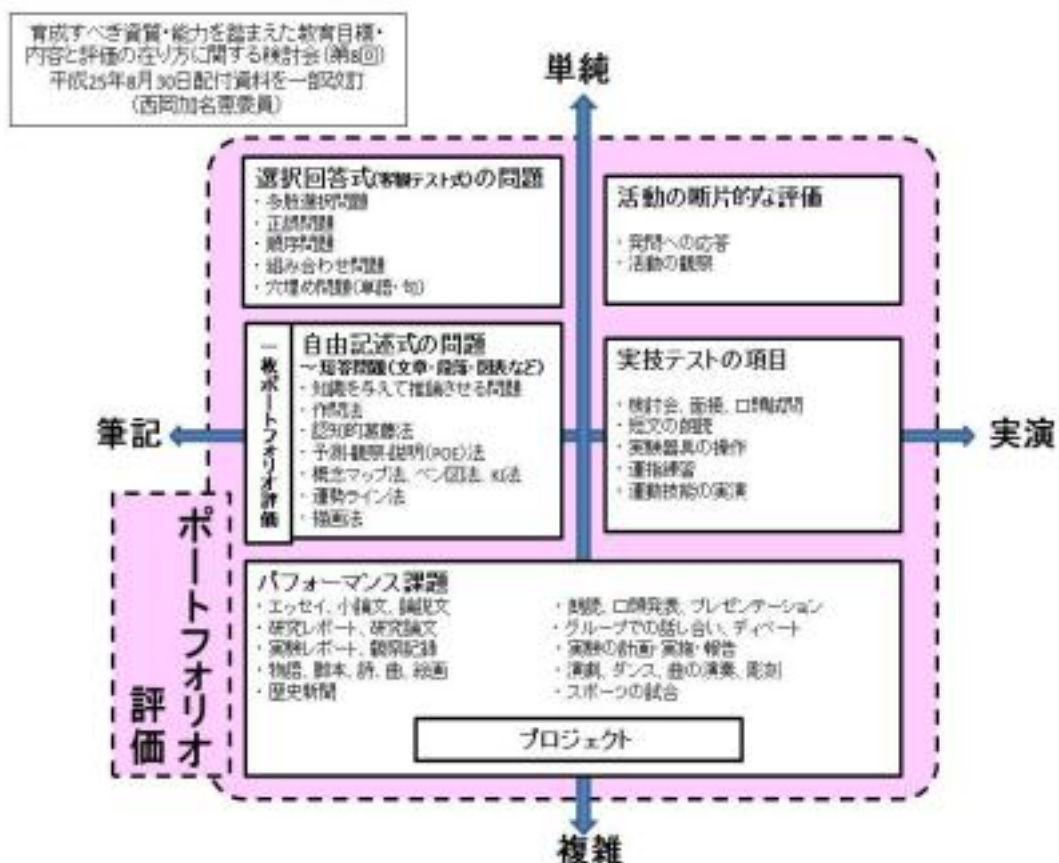 育成すべき資質・能力を踏まえた教育目標・
内容と評価の在り方に関する検討会(第8回)
平成25年8月30日配付資料を一部改訂
(西岡加名恵委員)
単純
選択回答式(客観テスト式)の問題
・多肢選択問題
・正誤問題
・順序問題
・組み合わせ問題
・穴埋め問題(単語・句)
活動の断片的な評価
・発問への応答
・活動の観察
一枚ポートフォリオ評価
自由記述式の問題
〜短答問題(文章・段落・図表など)
・知識を与えて推論させる問題
・作問法
・認知的葛藤法
・予測-観察-説明(POE)法
・概念マップ法、ベン図法、KJ法
・運勢ライン法
・描画法
実技テストの項目
・検討会、面接、口頭試問
・短文の朗読
・実験器具の操作
・運指練習
・運動技能の実演
筆記
実演
ポートフォリオ
評価
パフォーマンス課題
・エッセイ、小論文、論説文
・研究レポート、研究論文
・実験レポート、観察記録
・物語、脚本、詩、曲、絵画
・歴史新聞
・朗読、口頭発表、プレゼンテーション
・グループでの話し合い、ディベート
・実験の計画・実施・報告
・演劇、ダンス、曲の演奏、彫刻
・スポーツの試合
プロジェクト
複雑